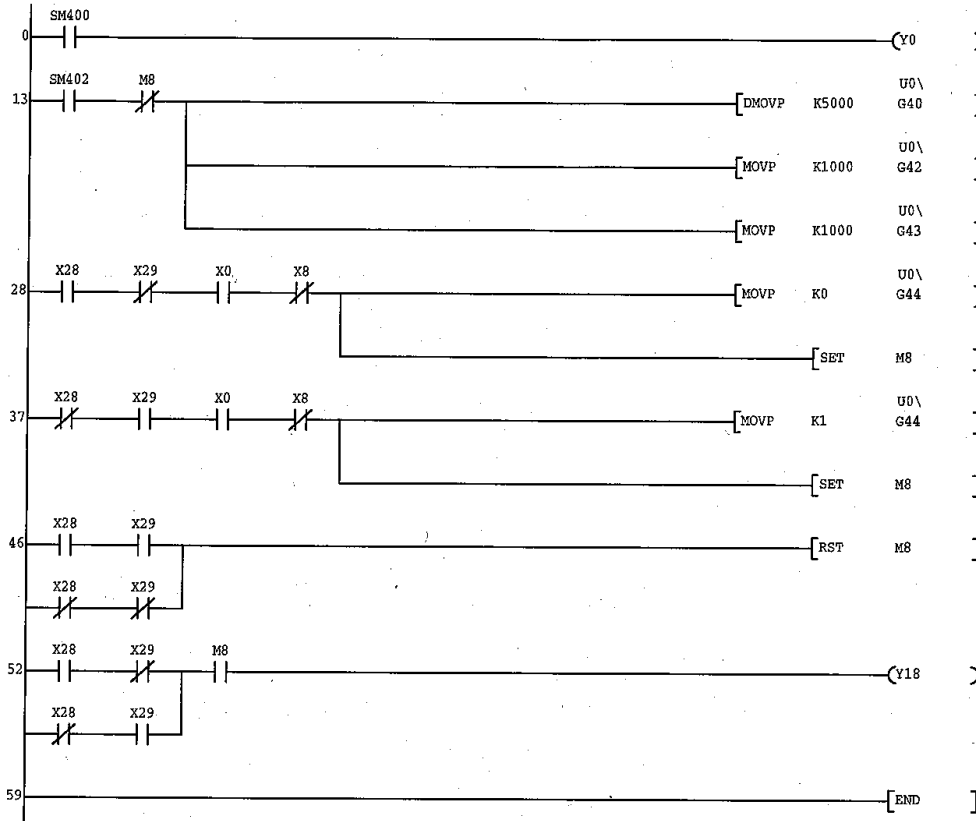 SM400
0 Y0
SM402 M8 U0\
13 DMOVP K5000 G40
U0\
MOVP K1000 G42
U0\
MOVP K1000 G43
X28 X29 X0 X8 U0\
28 MOVP K0 G44
SET M8
X28 X29 X0 X8 U0\
37 MOVP K1 G44
SET M8
X28 X29
46 RST M8
X28 X29
X28 X29 M8
52 Y18
X28 X29
59 END